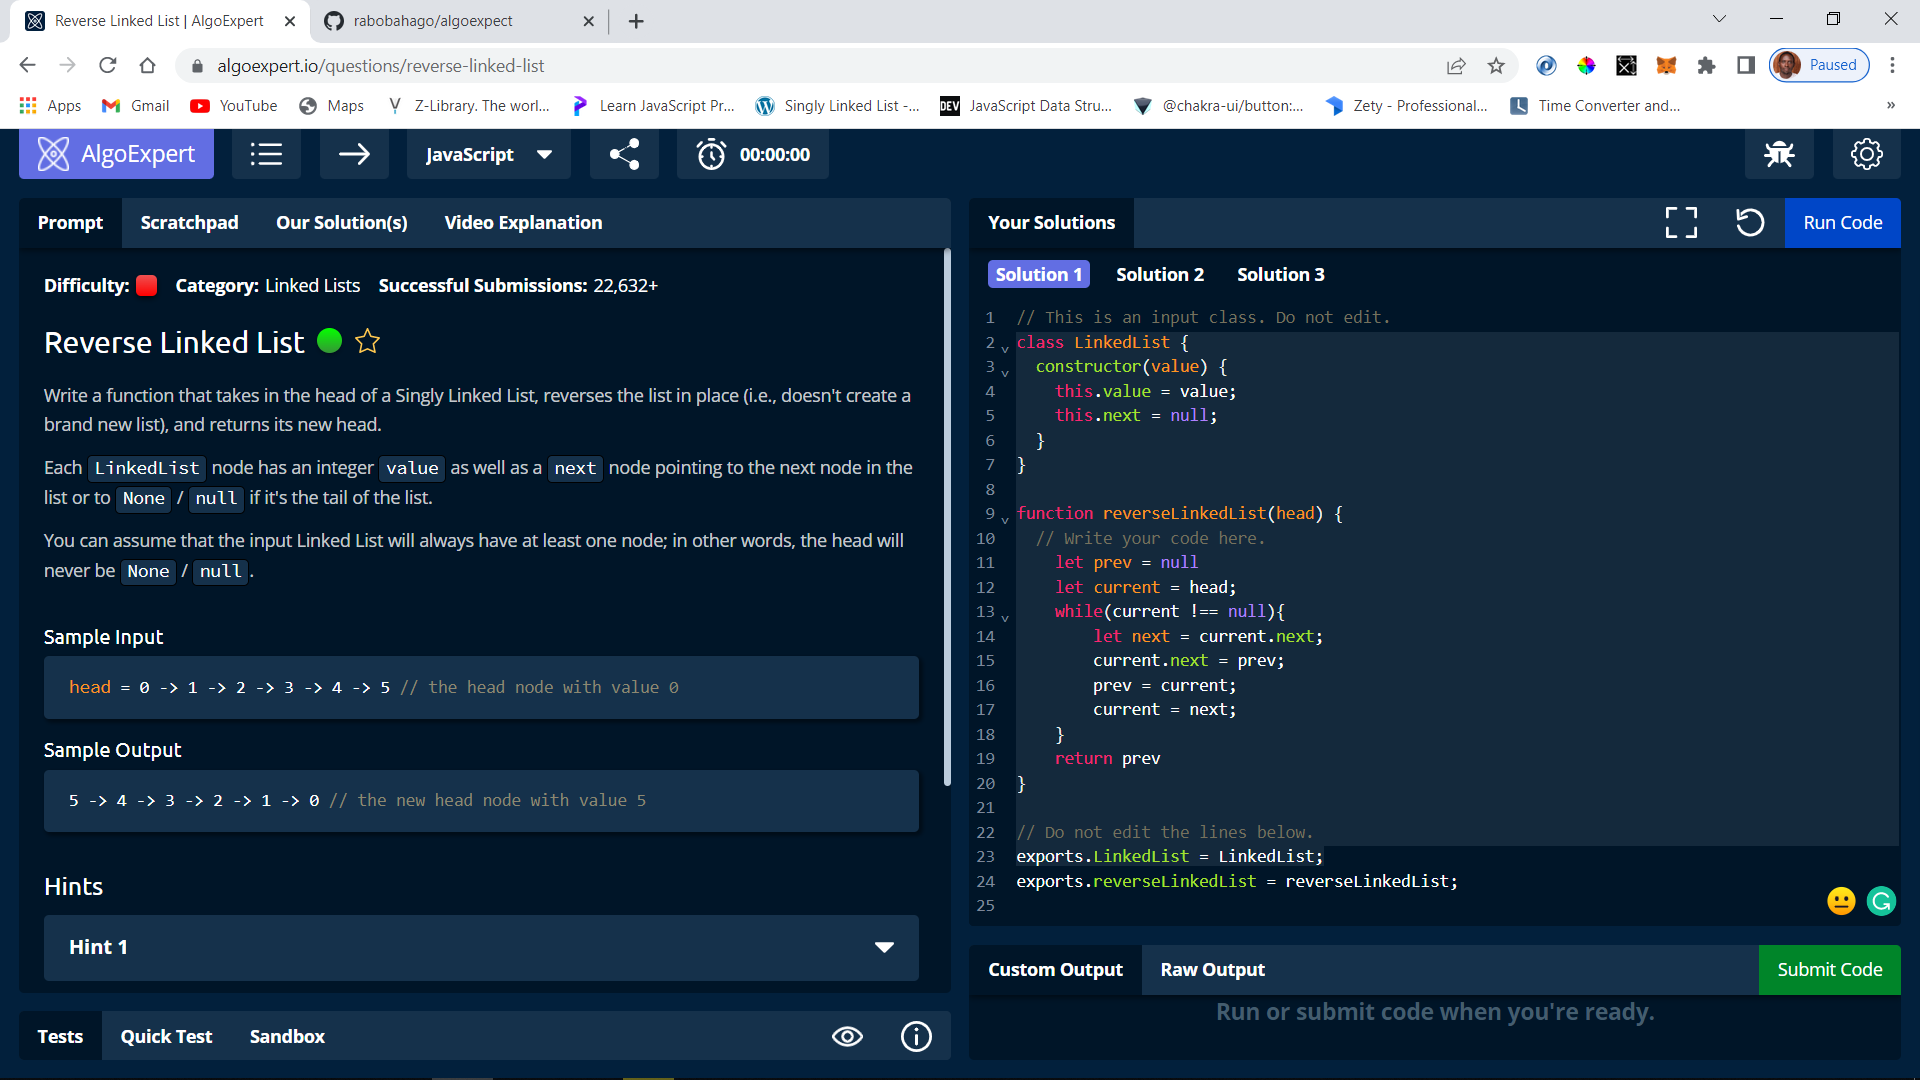 Reverse Linked List | AlgoExpert
rabobahago/algoexpect
algoexpert.io/questions/reverse-linked-list
Paused
Apps
Gmail
YouTube
Maps
Z-Library. The worl...
Learn JavaScript Pr...
Singly Linked List -...
DEV JavaScript Data Stru...
@chakra-ui/button:...
Zety - Professional...
Time Converter and...
»
AlgoExpert
JavaScript
00:00:00
Prompt Scratchpad Our Solution(s) Video Explanation
Difficulty: Category: Linked Lists Successful Submissions: 22,632+
Reverse Linked List
Write a function that takes in the head of a Singly Linked List, reverses the list in place (i.e., doesn't create a
brand new list), and returns its new head.
Each LinkedList node has an integer value as well as a next node pointing to the next node in the
list or to None / null if it's the tail of the list.
You can assume that the input Linked List will always have at least one node; in other words, the head will
never be None / null.
Sample Input
head = 0 -> 1 -> 2 -> 3 -> 4 -> 5 // the head node with value 0
Sample Output
5 -> 4 -> 3 -> 2 -> 1 -> 0 // the new head node with value 5
Hints
Hint 1
Tests Quick Test Sandbox
Your Solutions
Run Code
Solution 1 Solution 2 Solution 3
1 // This is an input class. Do not edit.
2 class LinkedList {
3 constructor(value) {
4 this.value = value;
5 this.next = null;
6 }
7 }
8
9 function reverseLinkedList(head) {
10 // Write your code here.
11 let prev = null
12 let current = head;
13 while(current !== null){
14 let next = current.next;
15 current.next = prev;
16 prev = current;
17 current = next;
18 }
19 return prev
20 }
21
22 // Do not edit the lines below.
23 exports.LinkedList = LinkedList;
24 exports.reverseLinkedList = reverseLinkedList;
25
Custom Output Raw Output
Submit Code
Run or submit code when you're ready.